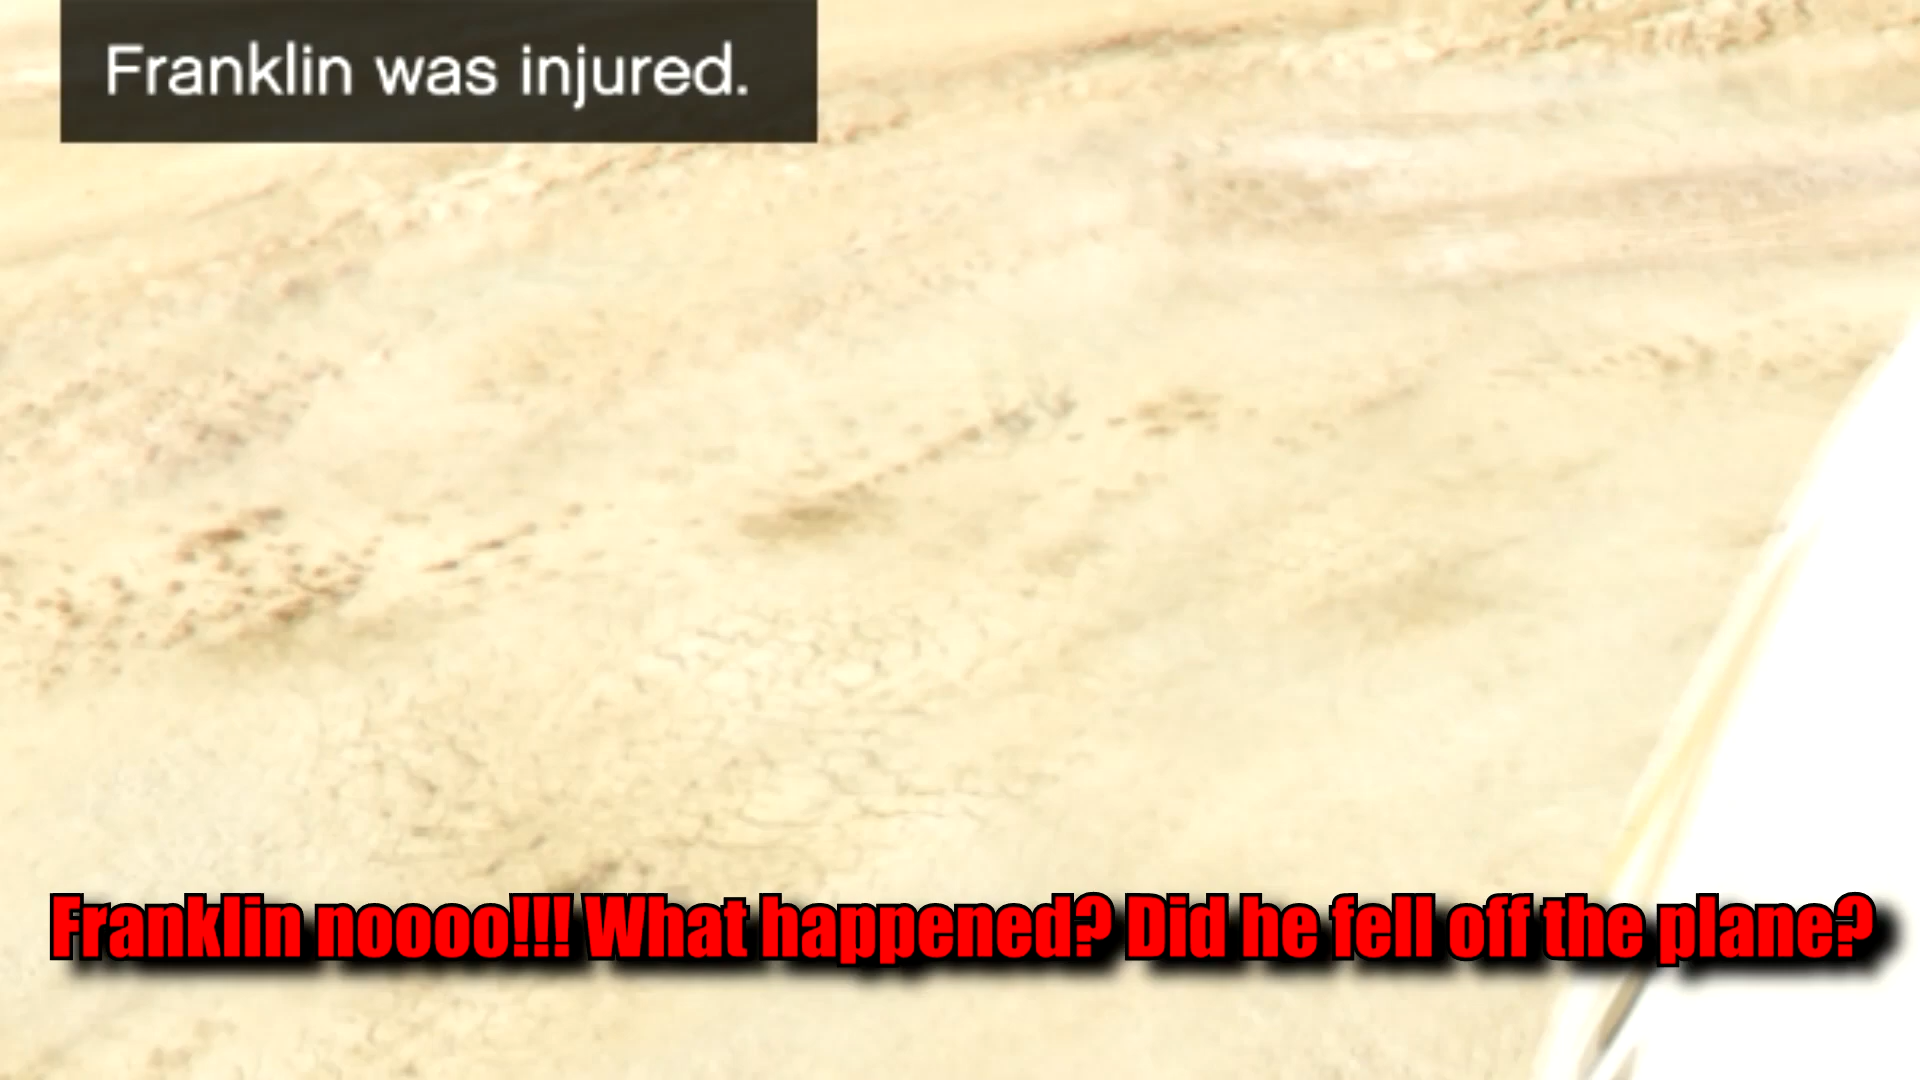 Franklin was injured.
Franklin noooo!!! What happened? Did he fell off the plane?